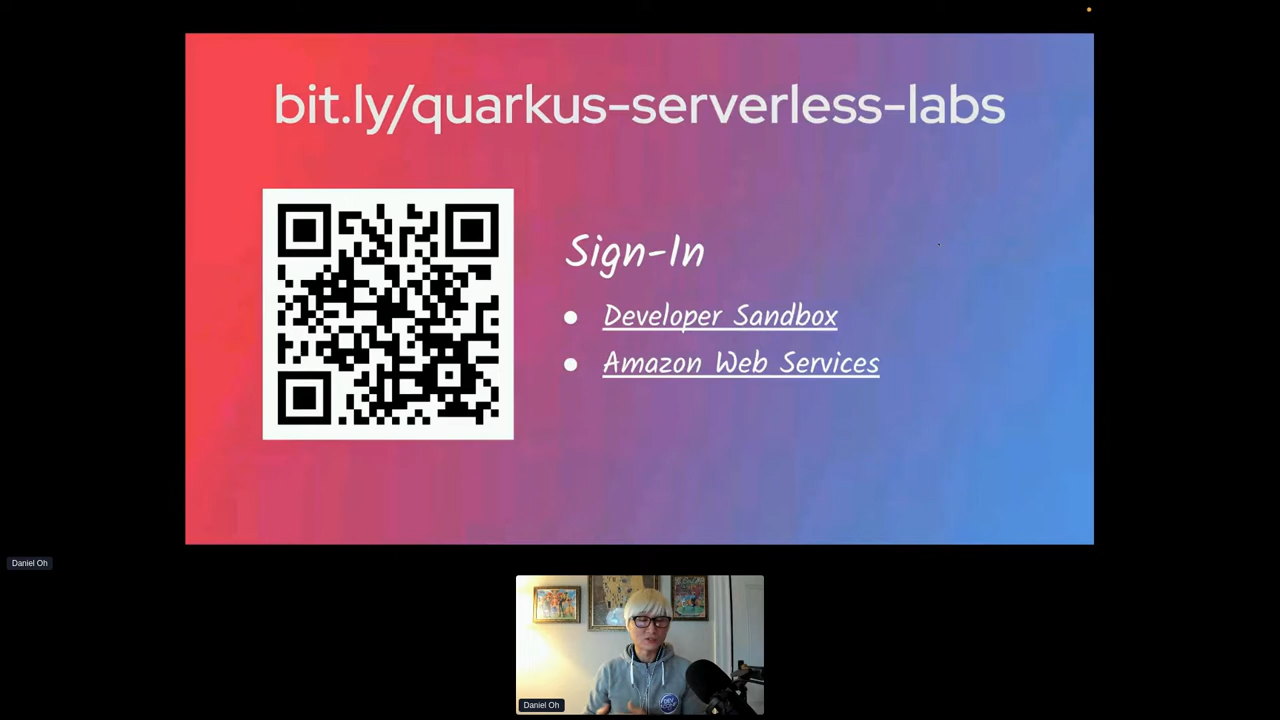 bit.ly/quarkus-serverless-labs
Sign-In
Developer Sandbox
Amazon Web Services
Daniel Oh
Daniel Oh